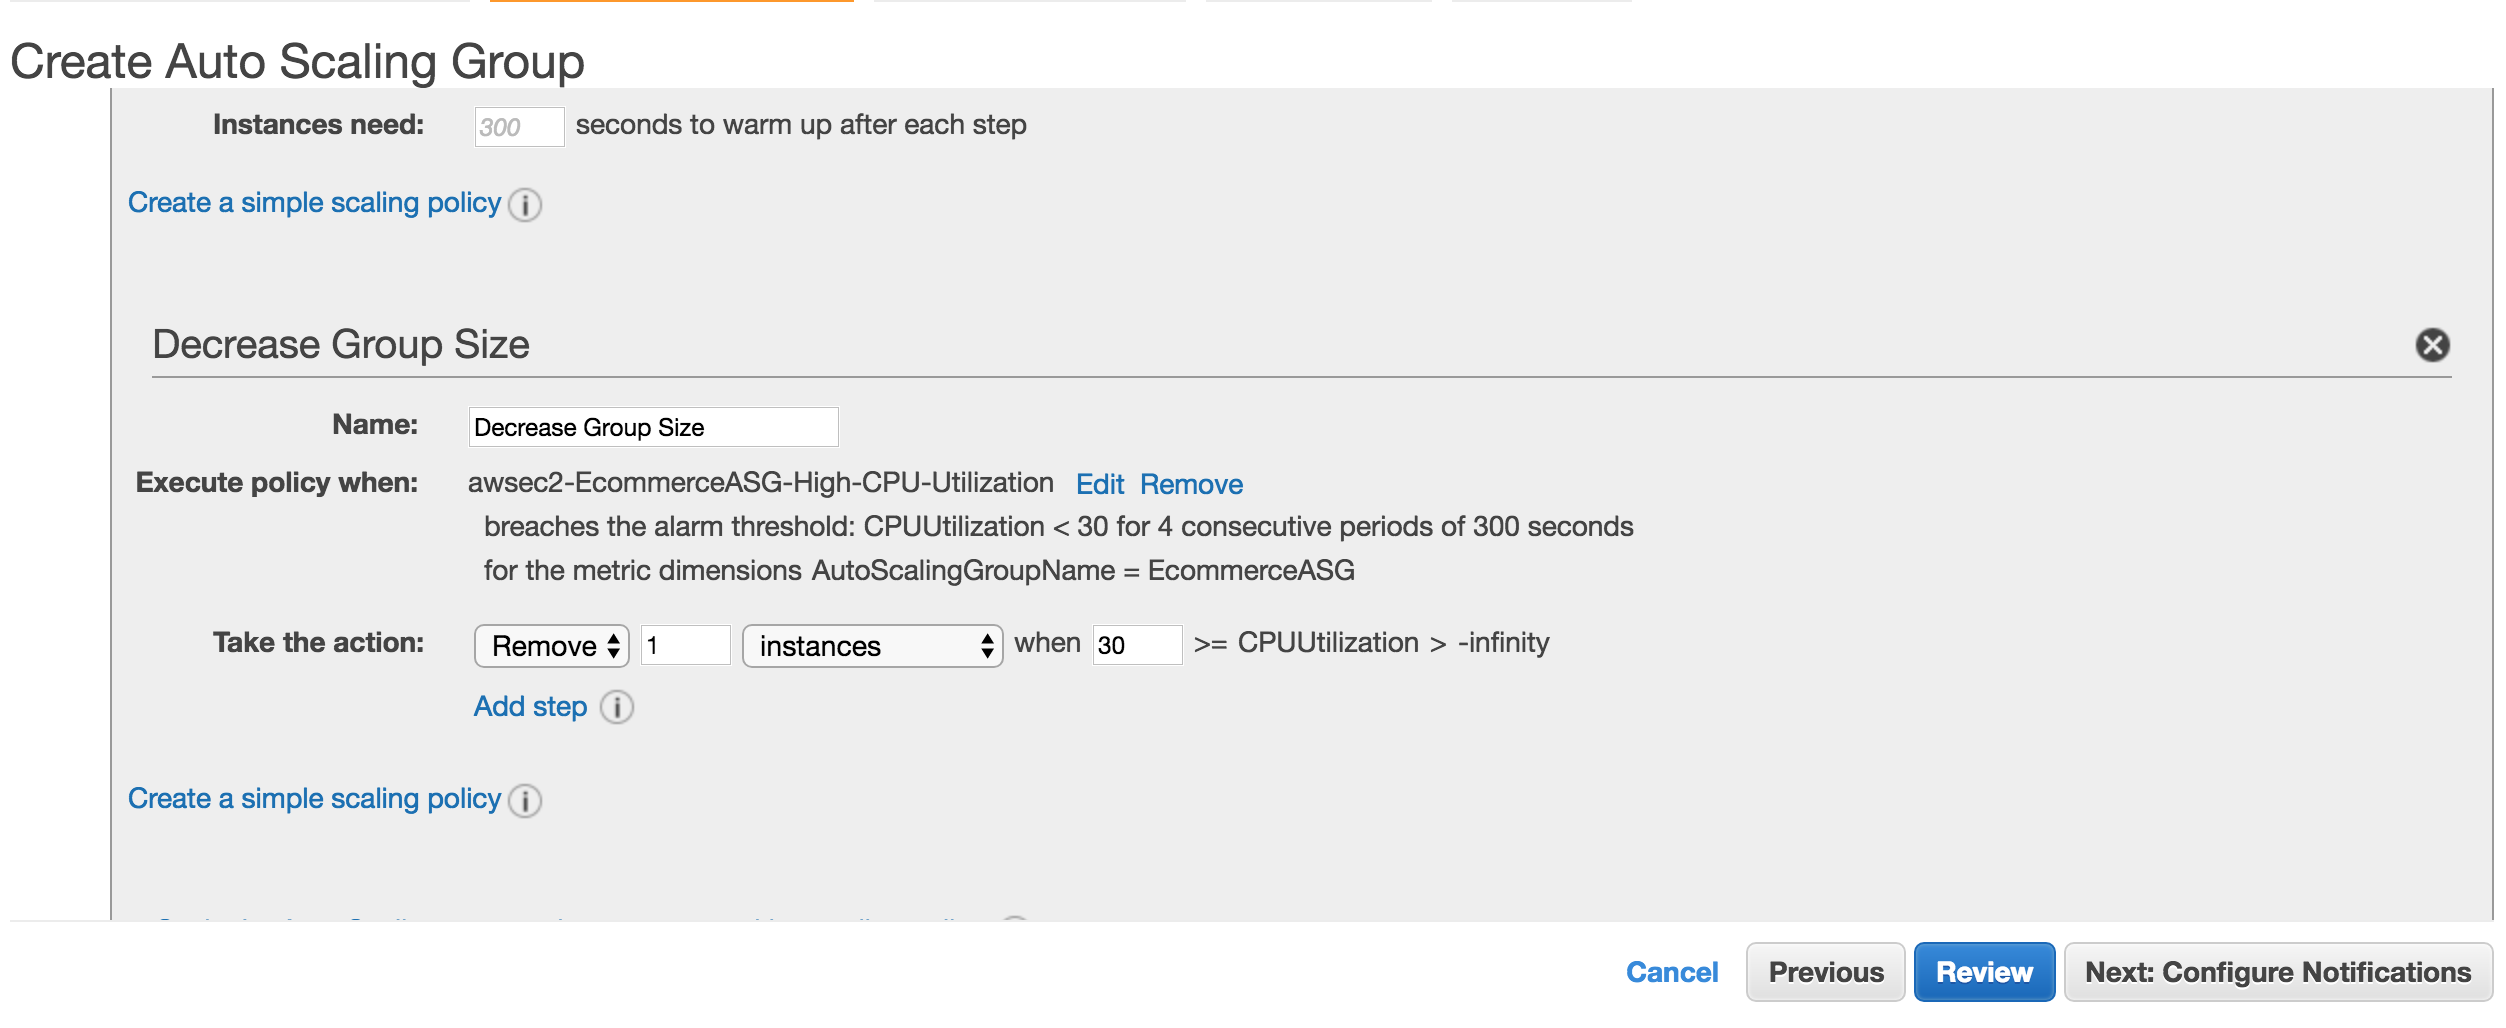 Create Auto Scaling Group
Instances need: 300 seconds to warm up after each step
Create a simple scaling policy i
Decrease Group Size
Name: Decrease Group Size
Execute policy when: awsec2-EcommerceASG-High-CPU-Utilization Edit Remove
breaches the alarm threshold: CPUUtilization < 30 for 4 consecutive periods of 300 seconds
for the metric dimensions AutoScalingGroupName = EcommerceASG
Take the action: Remove 1 instances when 30 >= CPUUtilization > -infinity
Add step i
Create a simple scaling policy i
Cancel Previous Review Next: Configure Notifications